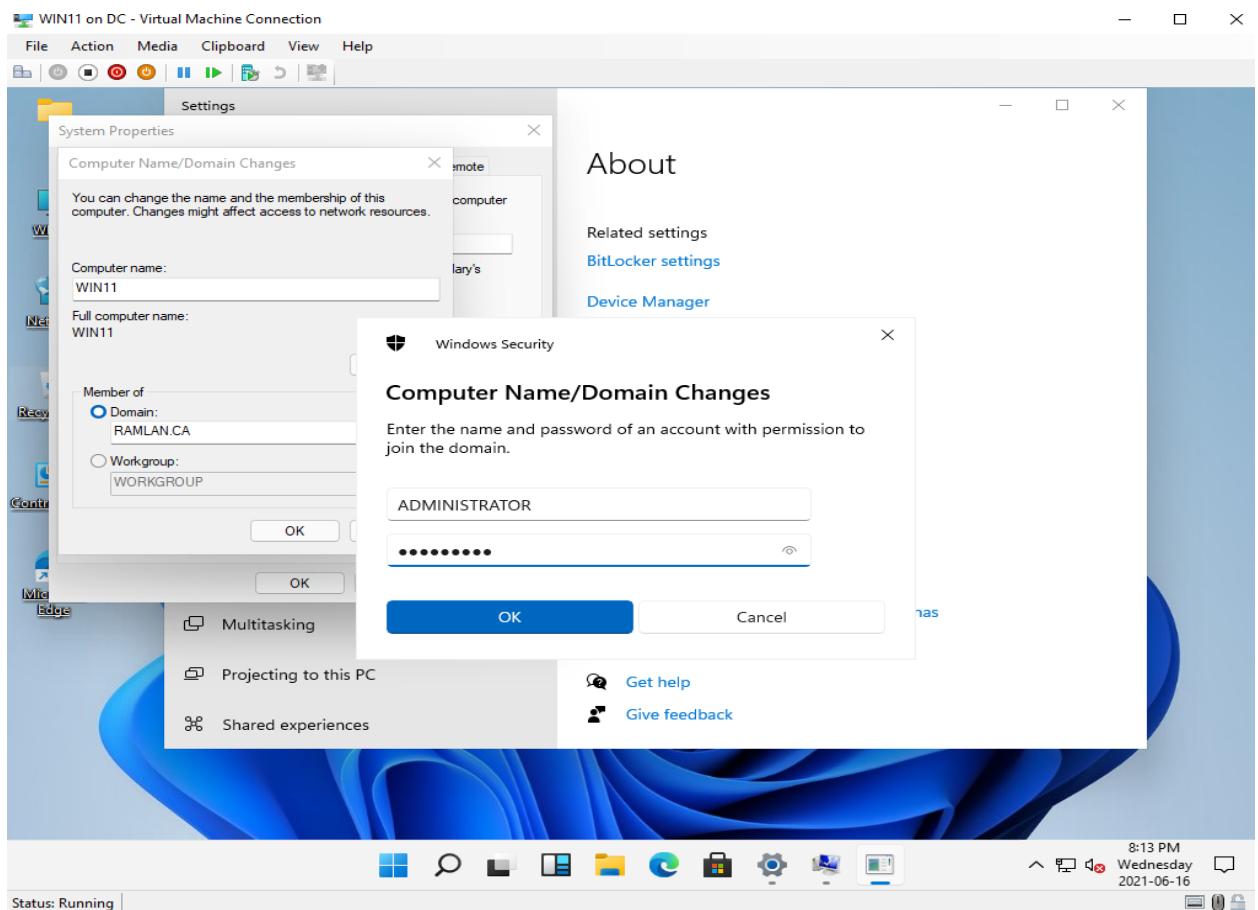 WIN11 on DC - Virtual Machine Connection
File Action Media Clipboard View Help
Settings
System Properties
Computer Name/Domain Changes
emote
You can change the name and the membership of this
computer. Changes might affect access to network resources.
computer
lary's
Computer name:
WIN11
Full computer name:
WIN11
Member of
Domain:
RAMLAN.CA
Workgroup:
WORKGROUP
OK
OK
About
Related settings
BitLocker settings
Device Manager
Windows Security
Computer Name/Domain Changes
Enter the name and password of an account with permission to
join the domain.
ADMINISTRATOR
•••••••••
OK Cancel
Edge
Multitasking
Projecting to this PC
Shared experiences
has
Get help
Give feedback
8:13 PM
Wednesday
2021-06-16
Status: Running